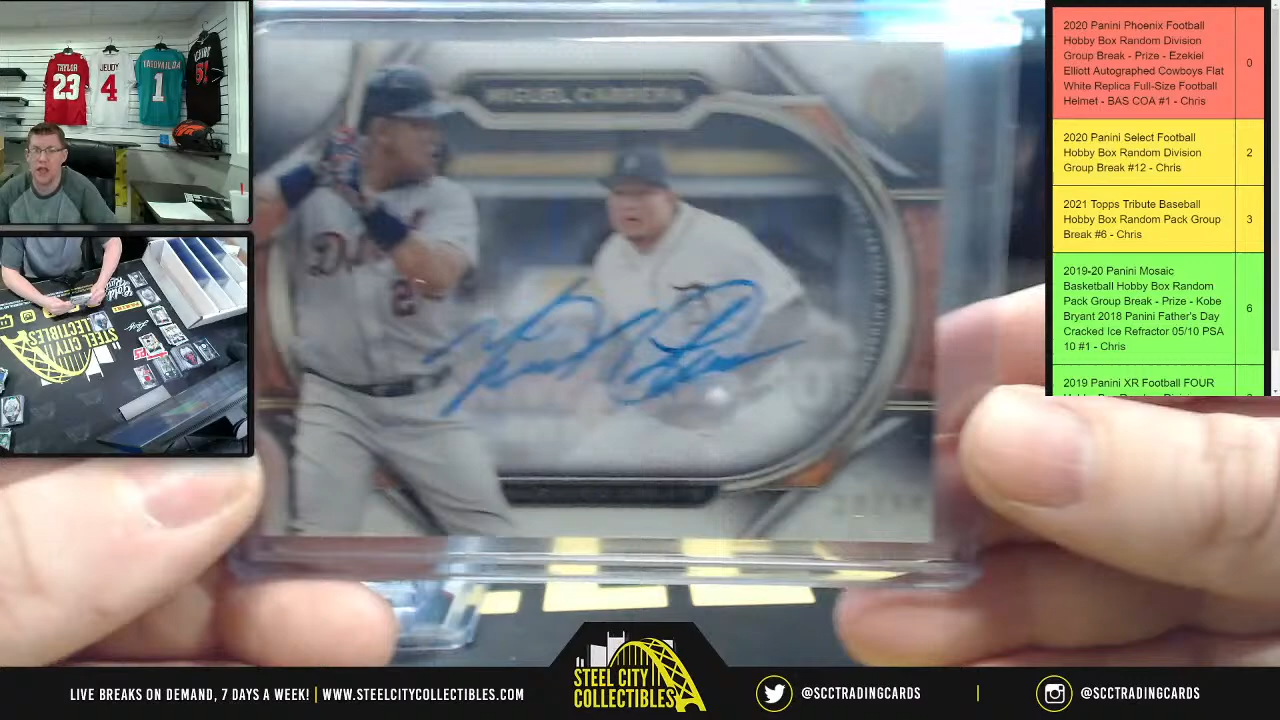 TAYLOR
23
JEUDY
4
TAGOVAILOA
1
51
MIGUEL CABRERA
2020 Panini Phoenix Football
Hobby Box Random Division
Group Break - Prize - Ezekiel
Elliott Autographed Cowboys Flat
White Replica Full-Size Football
Helmet - BAS COA #1 - Chris
0
2020 Panini Select Football
Hobby Box Random Division
Group Break #12 - Chris
2
2021 Topps Tribute Baseball
Hobby Box Random Pack Group
Break #6 - Chris
3
2019-20 Panini Mosaic
Basketball Hobby Box Random
Pack Group Break - Prize - Kobe
Bryant 2018 Panini Father's Day
Cracked Ice Refractor 05/10 PSA
10 #1 - Chris
6
2019 Panini XR Football FOUR
STEEL CITY
COLLECTIBLES
LIVE BREAKS ON DEMAND, 7 DAYS A WEEK! | WWW.STEELCITYCOLLECTIBLES.COM
STEEL CITY
COLLECTIBLES
@SCCTRADINGCARDS | @SCCTRADINGCARDS